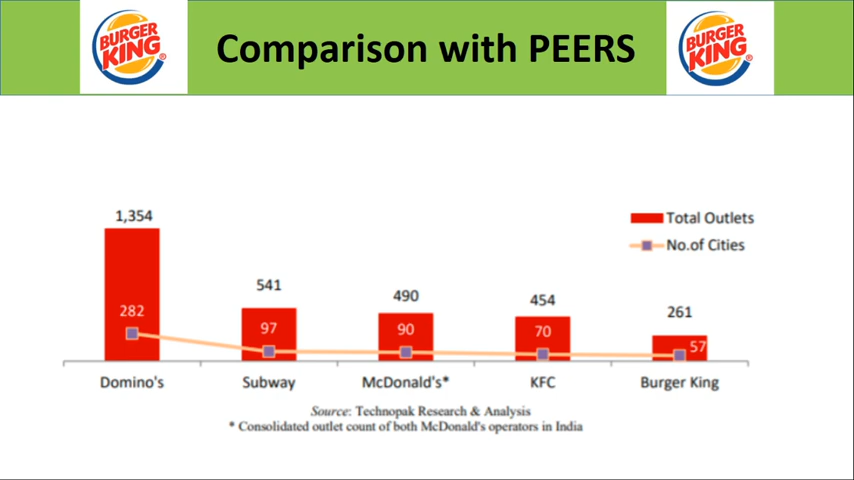 BURGER
KING®
Comparison with PEERS
BURGER
KING®
1,354
541
490
454
261
282
97
90
70
57
Total Outlets
No.of Cities
Domino's
Subway
McDonald's*
KFC
Burger King
Source: Technopak Research & Analysis
* Consolidated outlet count of both McDonald's operators in India